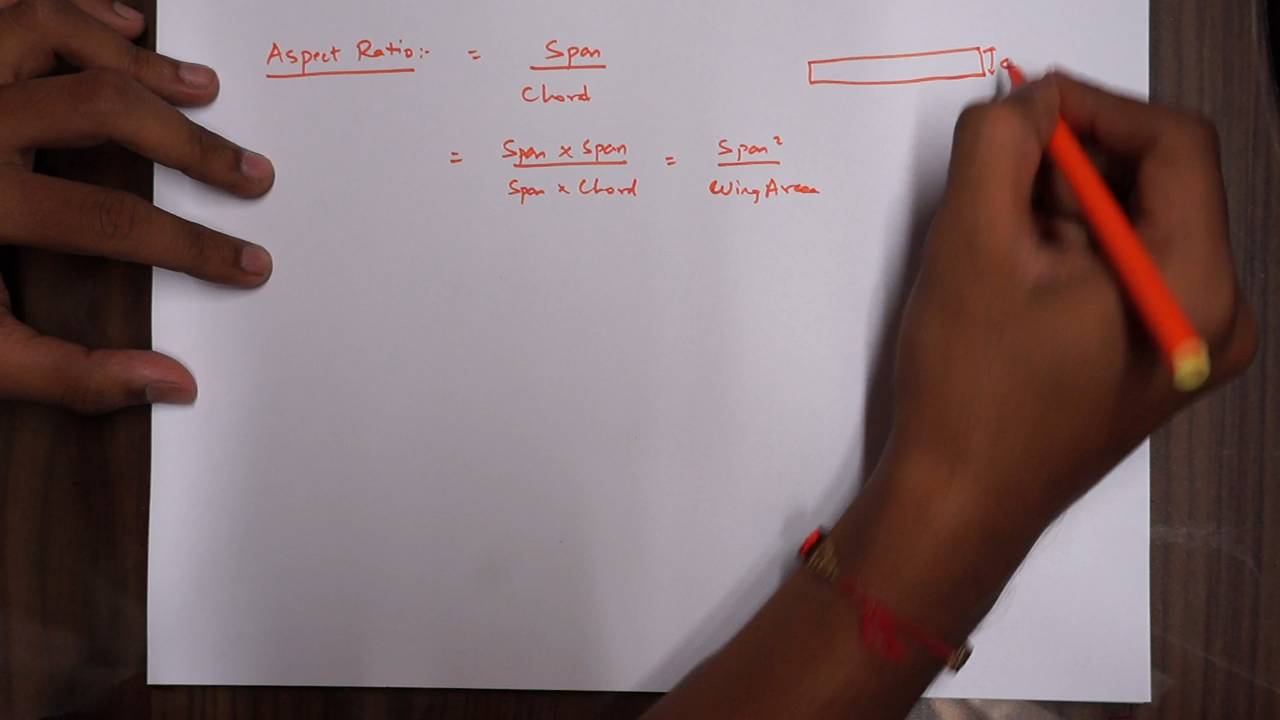 Aspect Ratio:- = Span
Chord
= Span x Span = Span²
Span x Chord Wing Area